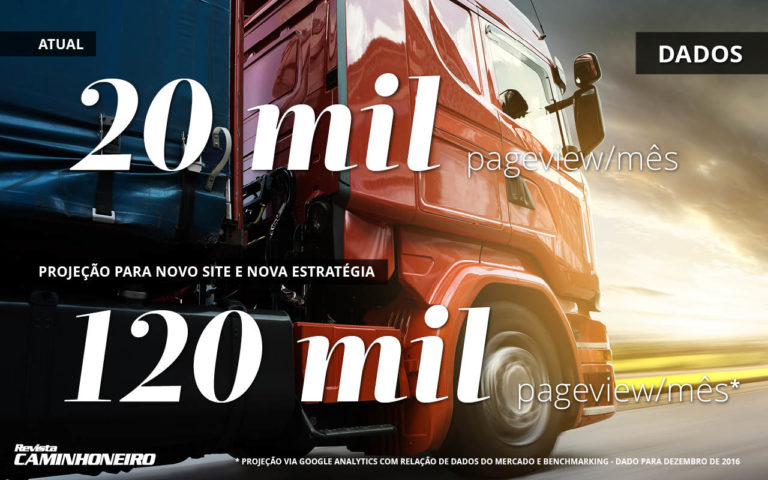 ATUAL
DADOS
20 mil pageview/mês
PROJEÇÃO PARA NOVO SITE E NOVA ESTRATÉGIA
120 mil pageview/mês*
Revista
CAMINHONEIRO
* PROJEÇÃO VIA GOOGLE ANALYTICS COM RELAÇÃO DE DADOS DO MERCADO E BENCHMARKING - DADO PARA DEZEMBRO DE 2016